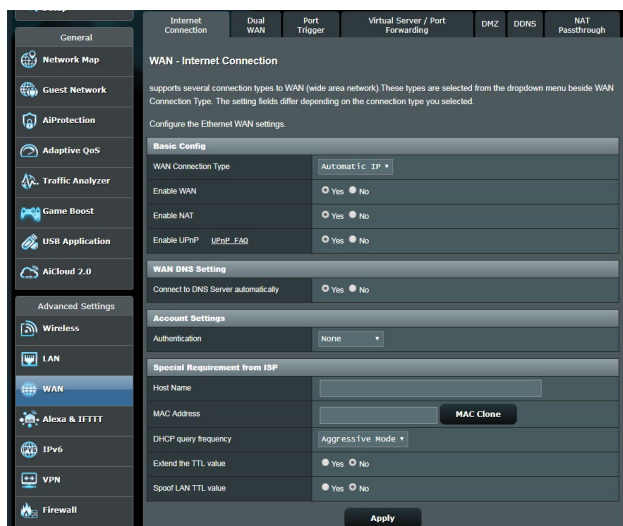 General
Network Map
Guest Network
AiProtection
Adaptive QoS
Traffic Analyzer
Game Boost
USB Application
AiCloud 2.0
Advanced Settings
Wireless
LAN
WAN
Alexa & IFTTT
IPv6
VPN
Firewall
Internet Connection
Dual WAN
Port Trigger
Virtual Server / Port Forwarding
DMZ
DDNS
NAT Passthrough
WAN - Internet Connection
supports several connection types to WAN (wide area network).These types are selected from the dropdown menu beside WAN
Connection Type. The setting fields differ depending on the connection type you selected.
Configure the Ethernet WAN settings.
Basic Config
WAN Connection Type Automatic IP
Enable WAN Yes No
Enable NAT Yes No
Enable UPnP UPnP FAQ Yes No
WAN DNS Setting
Connect to DNS Server automatically Yes No
Account Settings
Authentication None
Special Requirement from ISP
Host Name
MAC Address MAC Clone
DHCP query frequency Aggressive Mode
Extend the TTL value Yes No
Spoof LAN TTL value Yes No
Apply